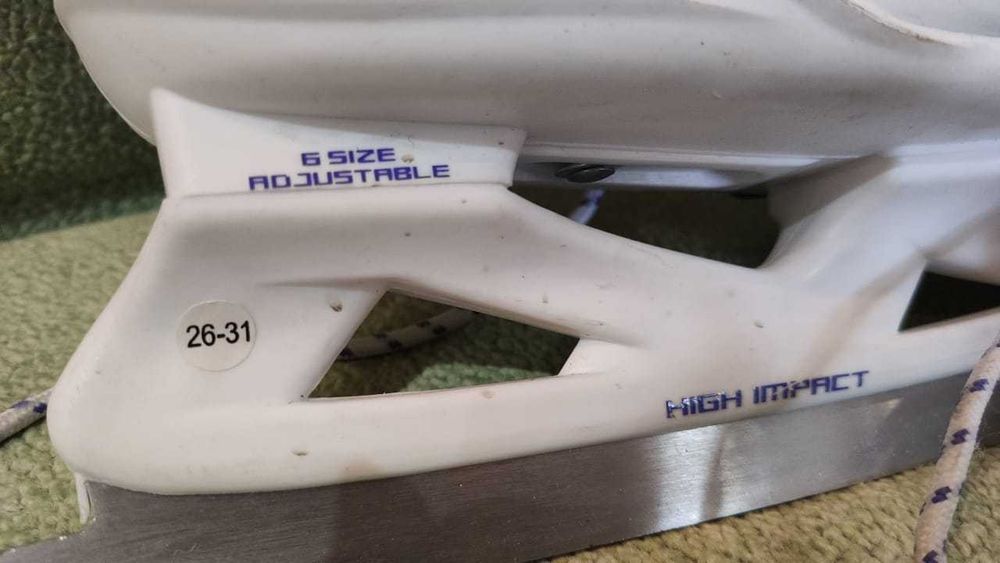 6 SIZE
ADJUSTABLE
26-31
HIGH IMPACT